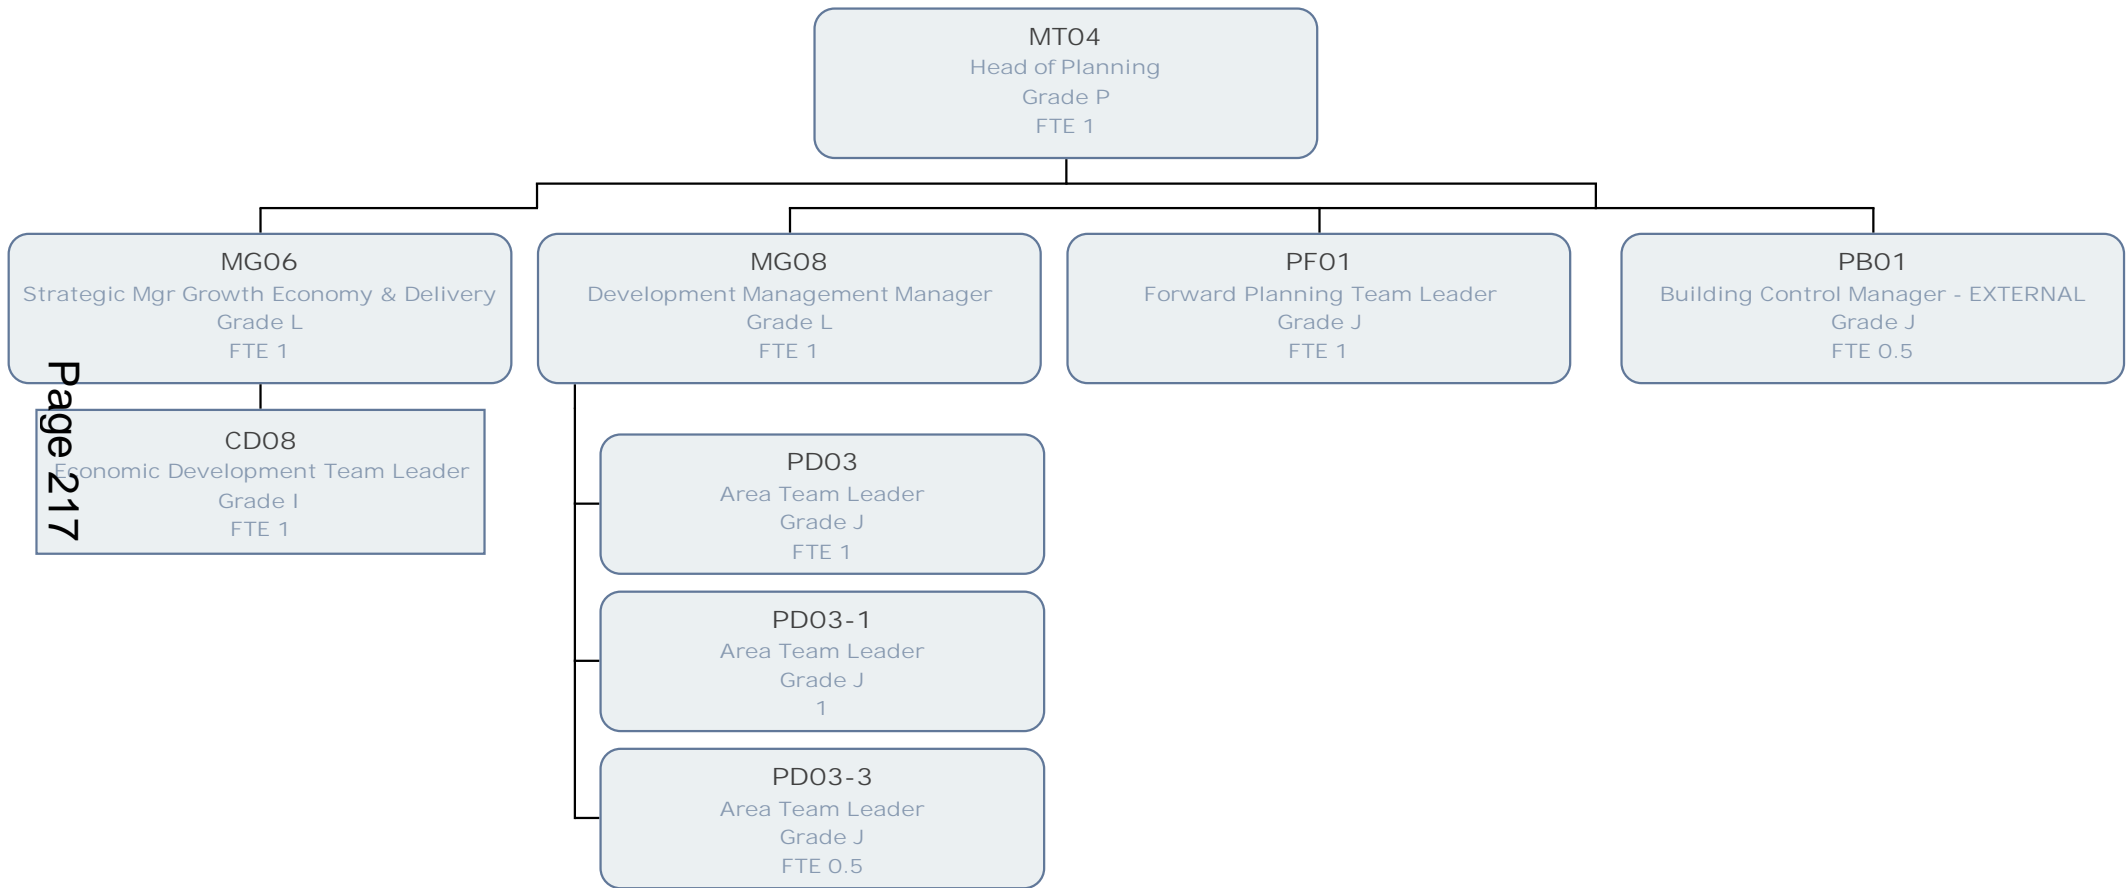 MT04
Head of Planning
Grade P
FTE 1
MG06
Strategic Mgr Growth Economy & Delivery
Grade L
FTE 1
MG08
Development Management Manager
Grade L
FTE 1
PF01
Forward Planning Team Leader
Grade J
FTE 1
PB01
Building Control Manager - EXTERNAL
Grade J
FTE 0.5
CD08
Economic Development Team Leader
Grade I
FTE 1
PD03
Area Team Leader
Grade J
FTE 1
PD03-1
Area Team Leader
Grade J
1
PD03-3
Area Team Leader
Grade J
FTE 0.5
Page 217